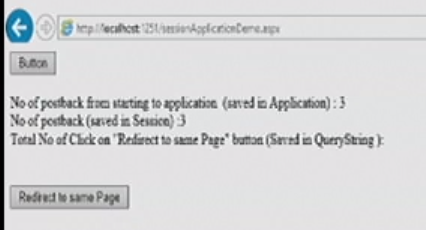 http://localhost:1251/sessionApplicationDemo.aspx
Button
No of postback from starting to application (saved in Application) : 3
No of postback (saved in Session) :3
Total No of Click on "Redirect to same Page" button (Saved in QueryString ):
Redirect to same Page